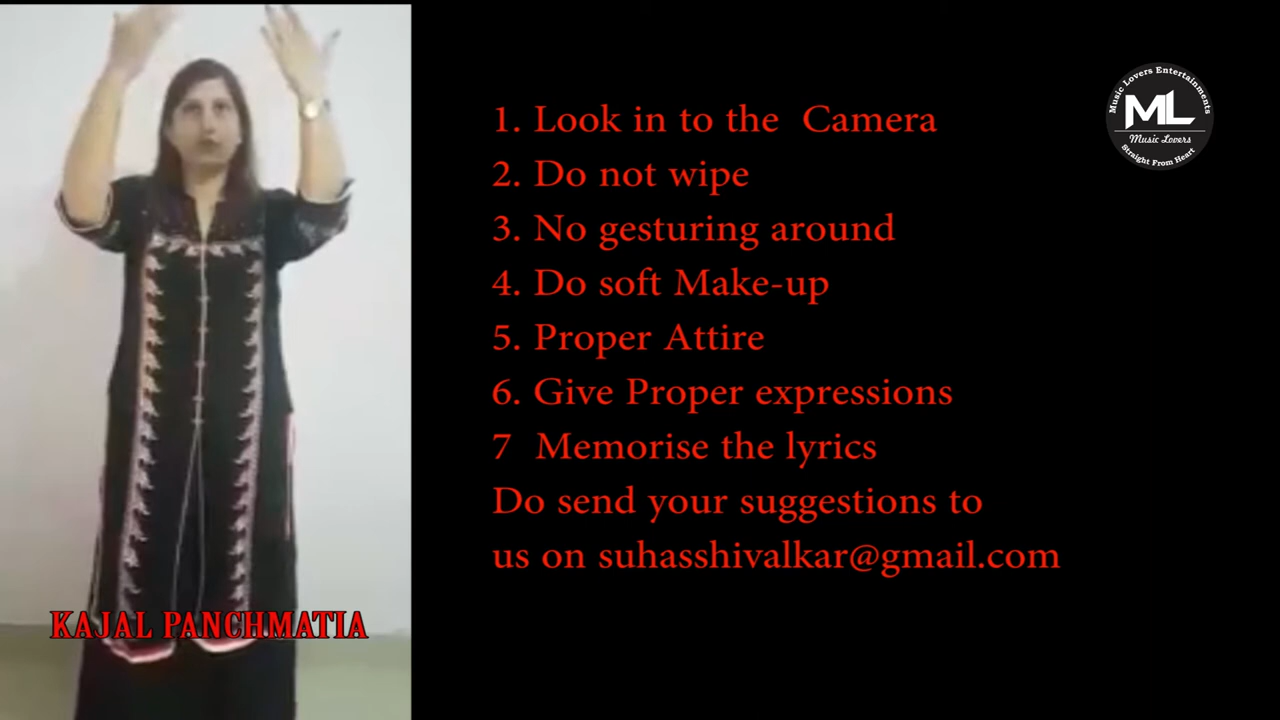 1. Look in to the  Camera
2. Do not wipe
3. No gesturing around
4. Do soft Make-up
5. Proper Attire
6. Give Proper expressions
7  Memorise the lyrics
Do send your suggestions to
us on suhasshivalkar@gmail.com
KAJAL PANCHMATIA
Music Lovers Entertainments
ML
Music Lovers
Straight From Heart